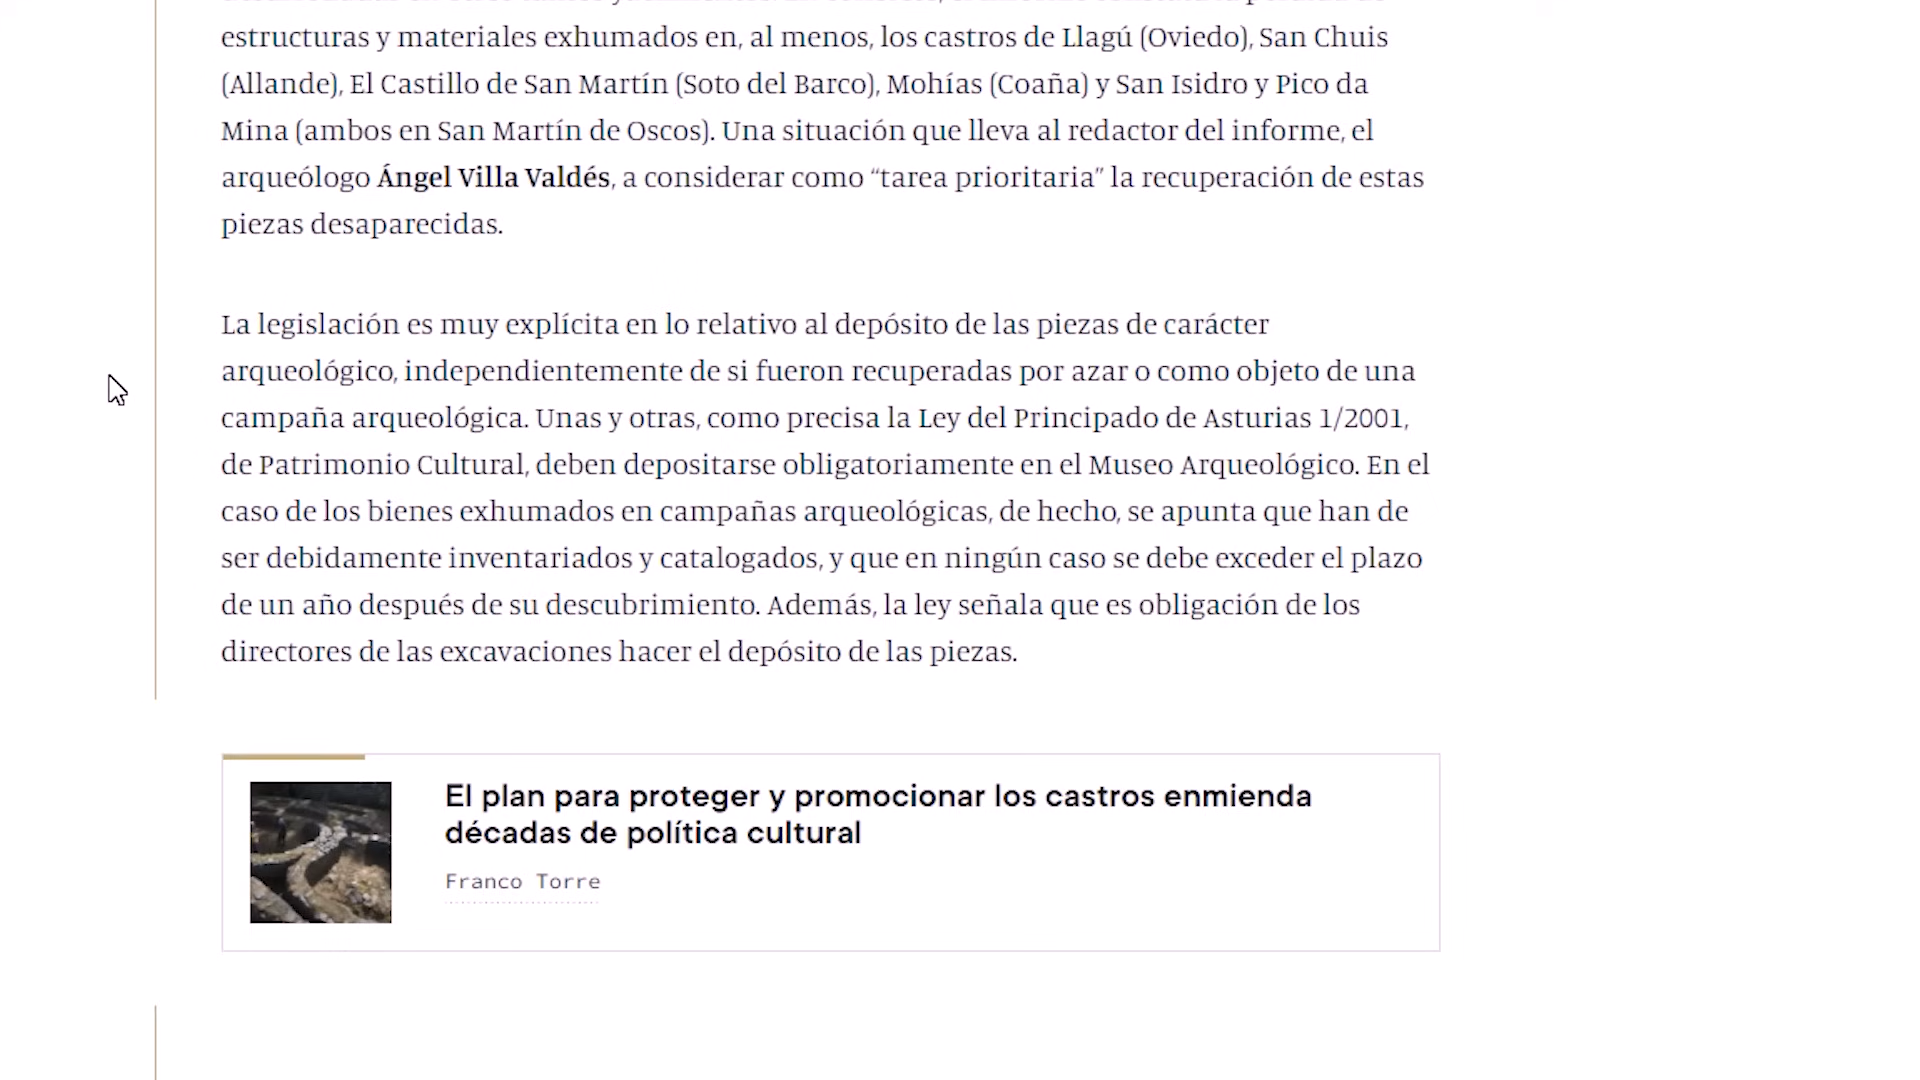 estructuras y materiales exhumados en, al menos, los castros de Llagú (Oviedo), San Chuis
(Allande), El Castillo de San Martín (Soto del Barco), Mohías (Coaña) y San Isidro y Pico da
Mina (ambos en San Martín de Oscos). Una situación que lleva al redactor del informe, el
arqueólogo Ángel Villa Valdés, a considerar como “tarea prioritaria” la recuperación de estas
piezas desaparecidas.
La legislación es muy explícita en lo relativo al depósito de las piezas de carácter
arqueológico, independientemente de si fueron recuperadas por azar o como objeto de una
campaña arqueológica. Unas y otras, como precisa la Ley del Principado de Asturias 1/2001,
de Patrimonio Cultural, deben depositarse obligatoriamente en el Museo Arqueológico. En el
caso de los bienes exhumados en campañas arqueológicas, de hecho, se apunta que han de
ser debidamente inventariados y catalogados, y que en ningún caso se debe exceder el plazo
de un año después de su descubrimiento. Además, la ley señala que es obligación de los
directores de las excavaciones hacer el depósito de las piezas.
El plan para proteger y promocionar los castros enmienda
décadas de política cultural
Franco Torre